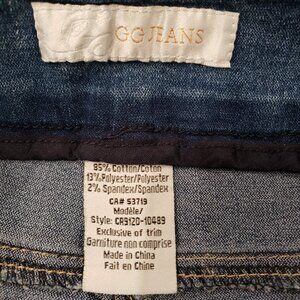 GG JEANS
85% Cotton/Coton
13% Polyester/Polyester
2% Spandex/Spandex
CA# 53719
Modèle/
Style: CR9120-10489
Exclusive of trim
Garniture non comprise
Made in China
Fait en Chine